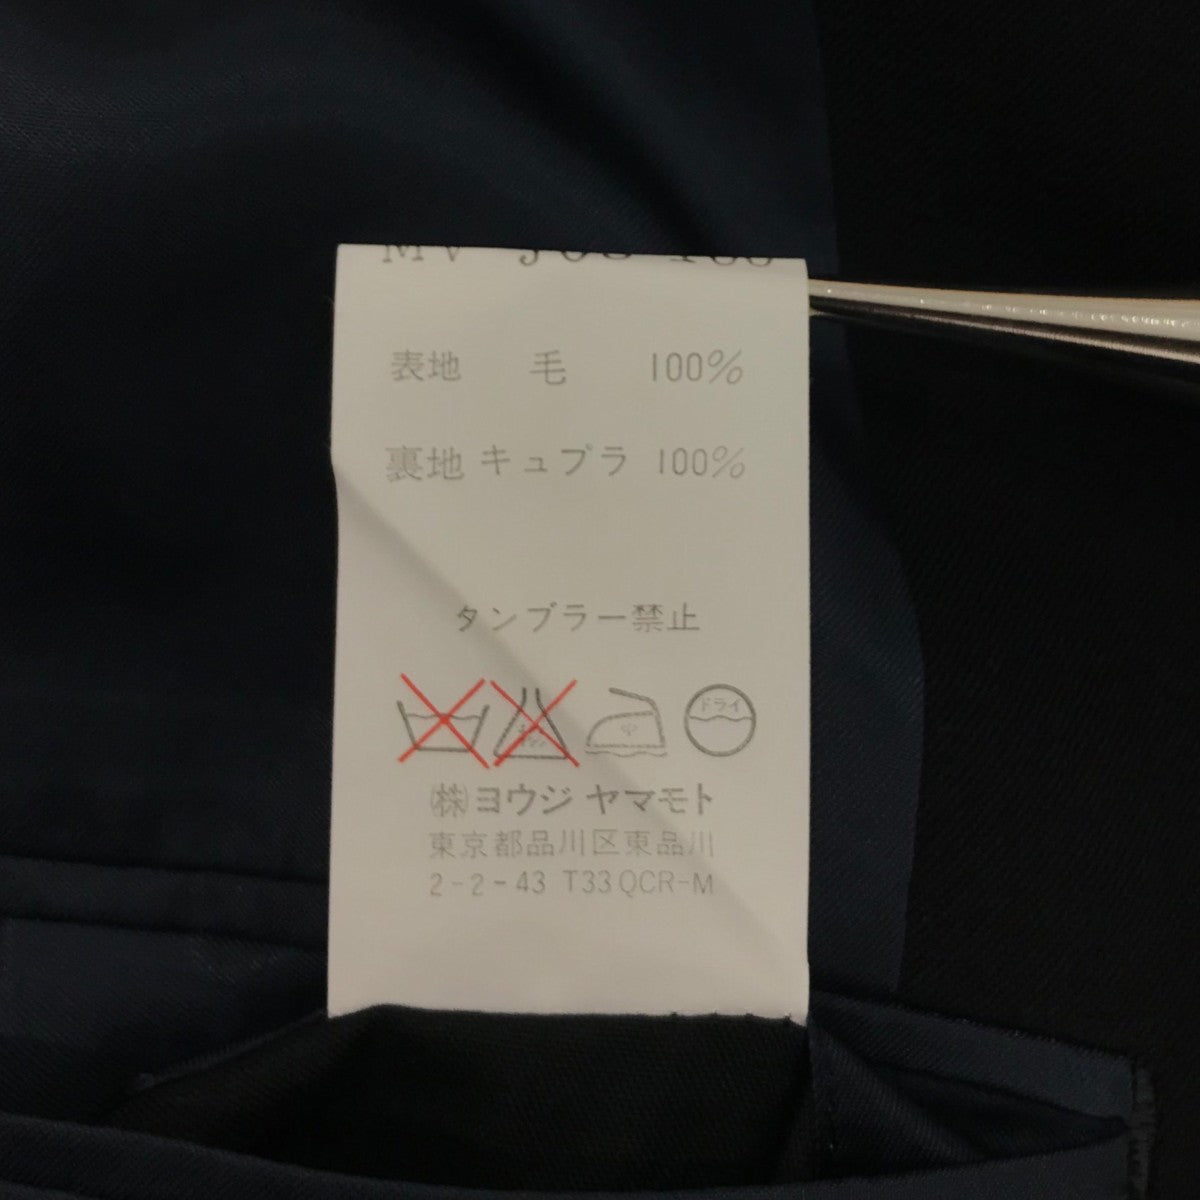 表地 毛 100%
裏地 キュプラ 100%
タンブラー禁止
中 ドライ
㈱ヨウジ ヤマモト
東京都品川区東品川
2-2-43 T33QCR-M